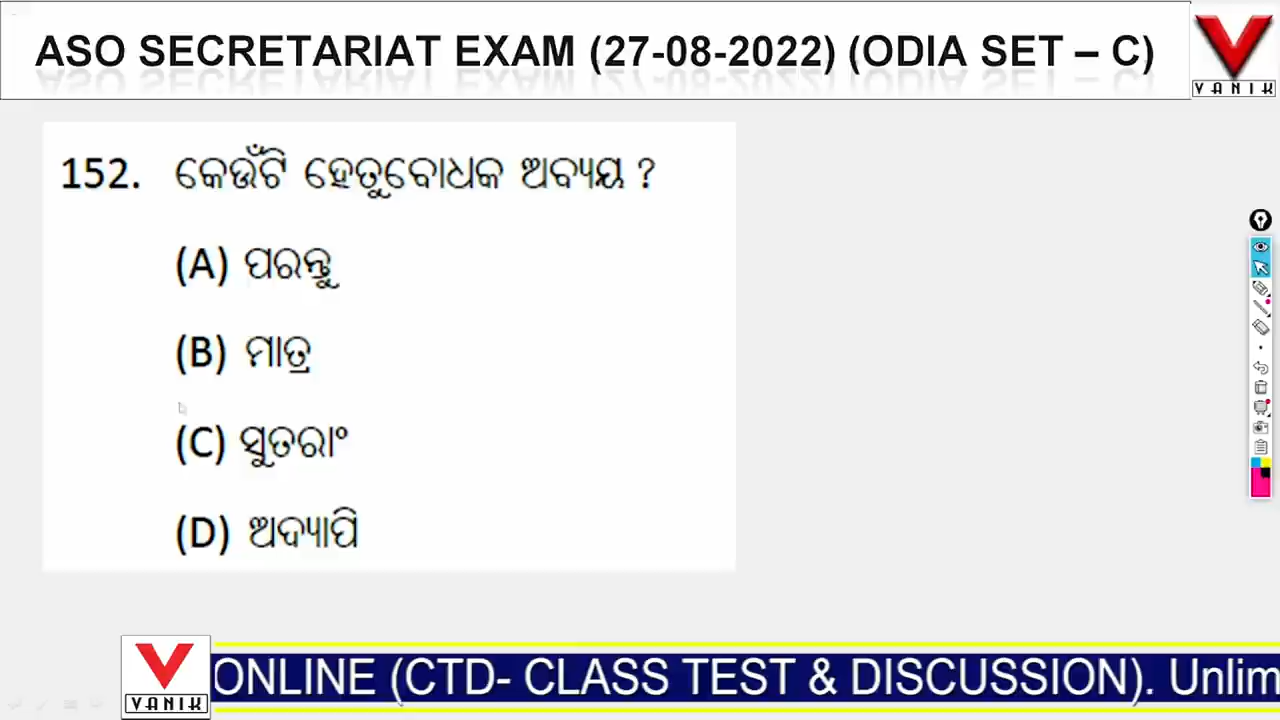 ASO SECRETARIAT EXAM (27-08-2022) (ODIA SET – C)
VANIK
152. କେଉଁଟି ହେତୁବୋଧକ ଅବ୍ୟୟ ?
(A) ପରନ୍ତୁ
(B) ମାତ୍ର
(C) ସୁତରାଂ
(D) ଅଦ୍ୟାପି
VANIK
ONLINE (CTD- CLASS TEST & DISCUSSION). Unlim